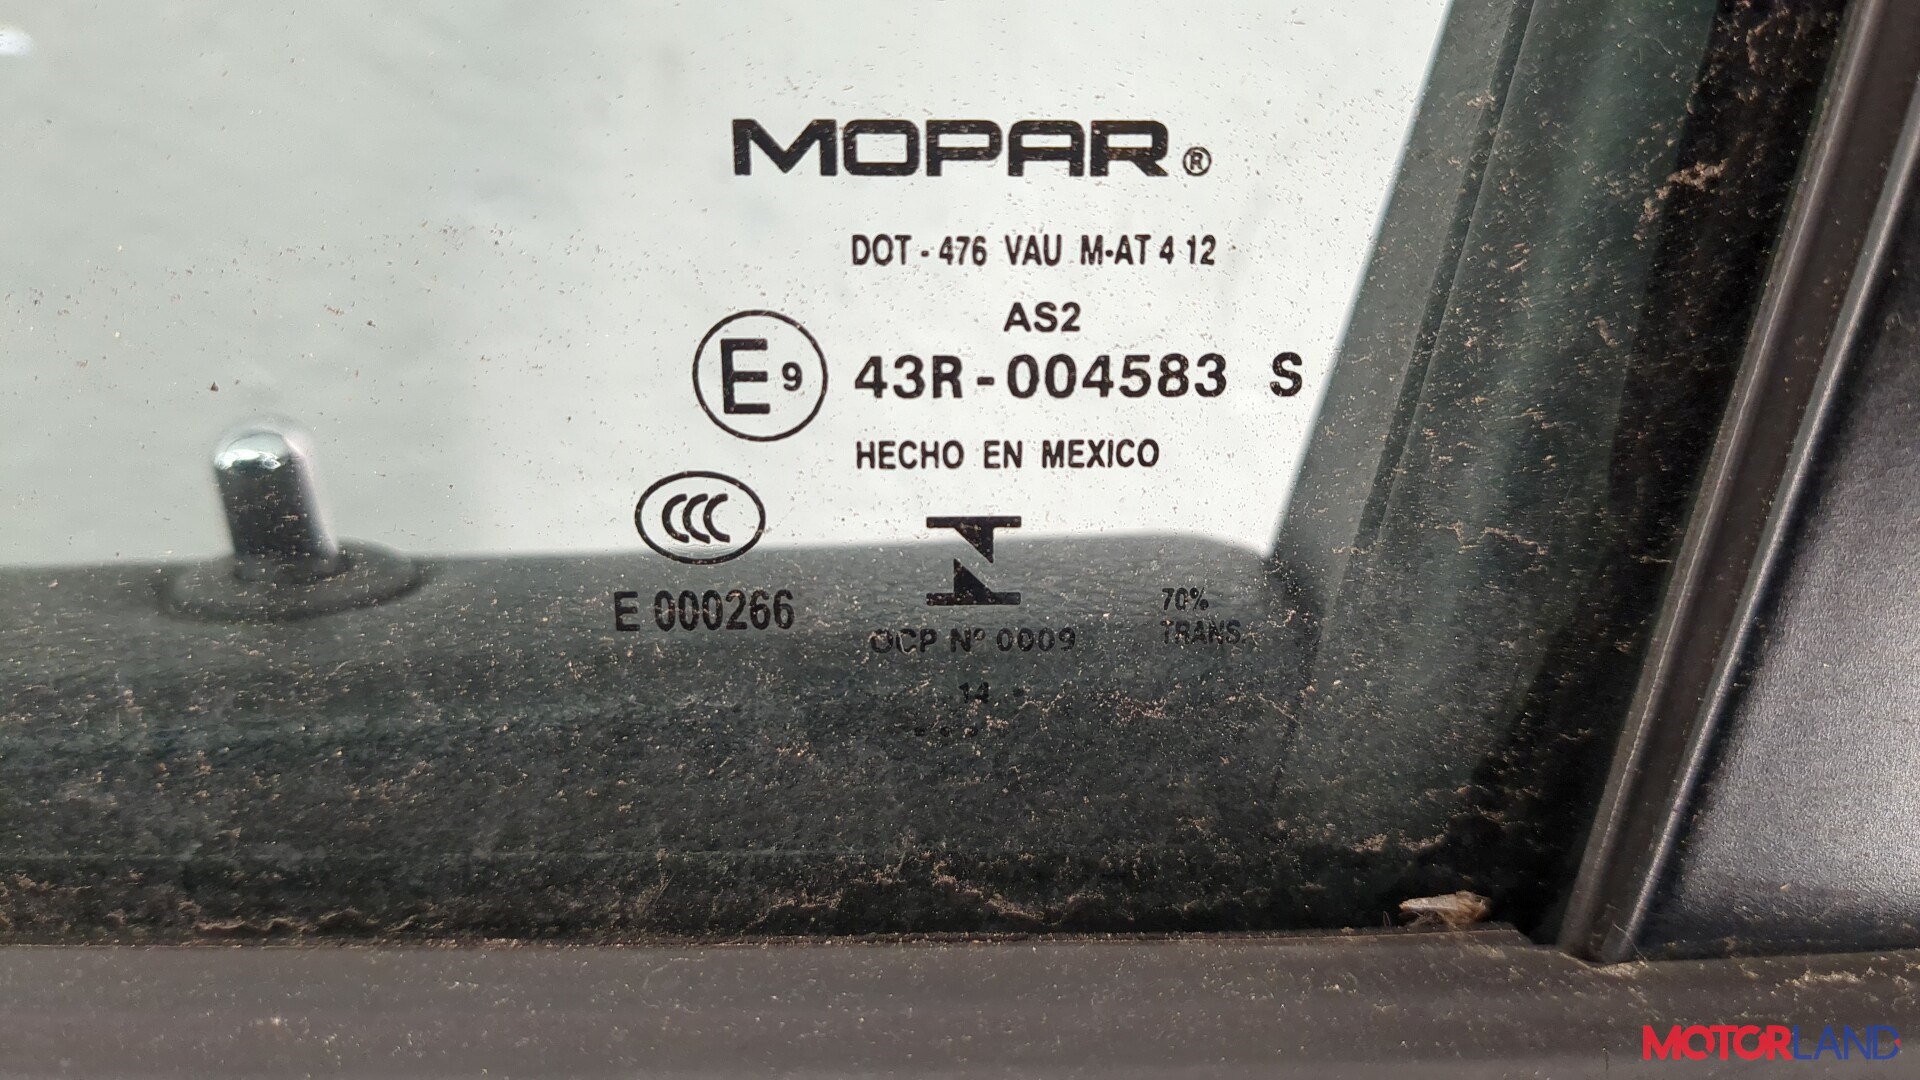 MOPAR®
DOT - 476 VAU M-AT 4 12
AS2
E9 43R - 004583 S
HECHO EN MEXICO
CCC
E 000266
OCP Nº 0009
70%
TRANS.
14
MOTORLAND